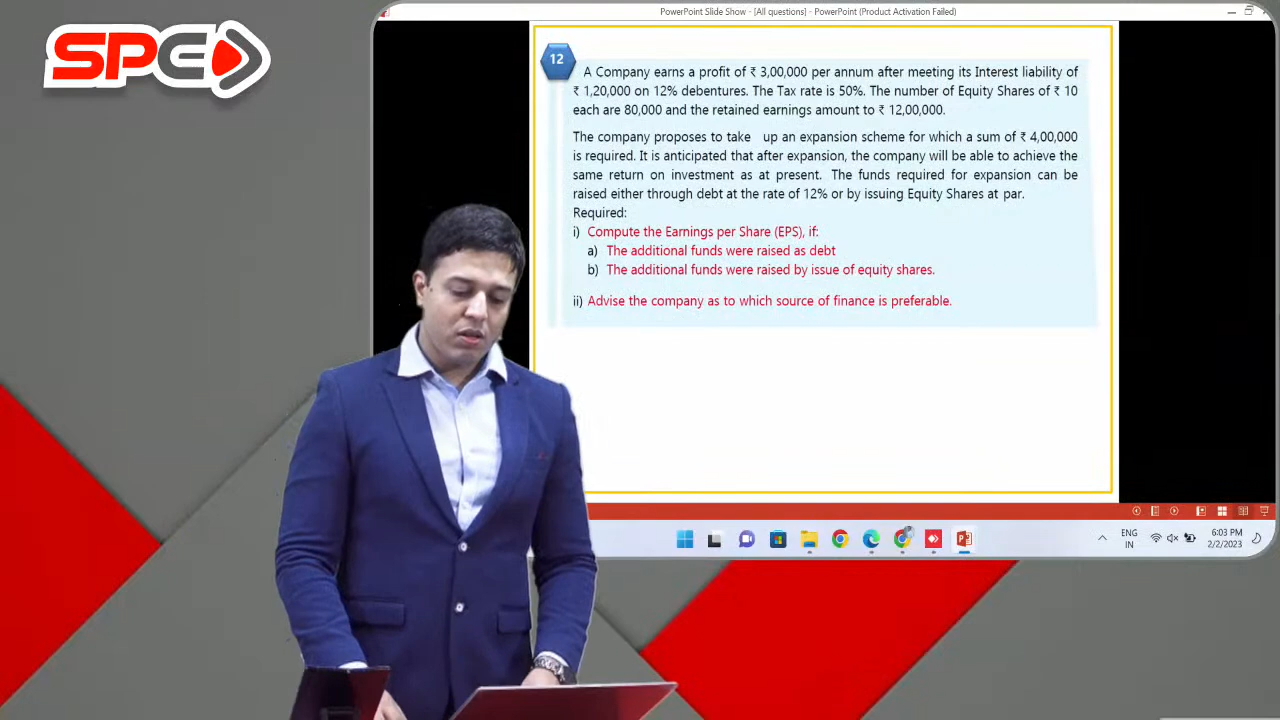 SPED
PowerPoint Slide Show - [All questions] - PowerPoint (Product Activation Failed)
12
A Company earns a profit of ₹ 3,00,000 per annum after meeting its Interest liability of
₹ 1,20,000 on 12% debentures. The Tax rate is 50%. The number of Equity Shares of ₹ 10
each are 80,000 and the retained earnings amount to ₹ 12,00,000.
The company proposes to take up an expansion scheme for which a sum of ₹ 4,00,000
is required. It is anticipated that after expansion, the company will be able to achieve the
same return on investment as at present. The funds required for expansion can be
raised either through debt at the rate of 12% or by issuing Equity Shares at par.
Required:
i) Compute the Earnings per Share (EPS), if:
a) The additional funds were raised as debt
b) The additional funds were raised by issue of equity shares.
ii) Advise the company as to which source of finance is preferable.
ENG
IN
6:03 PM
2/2/2023